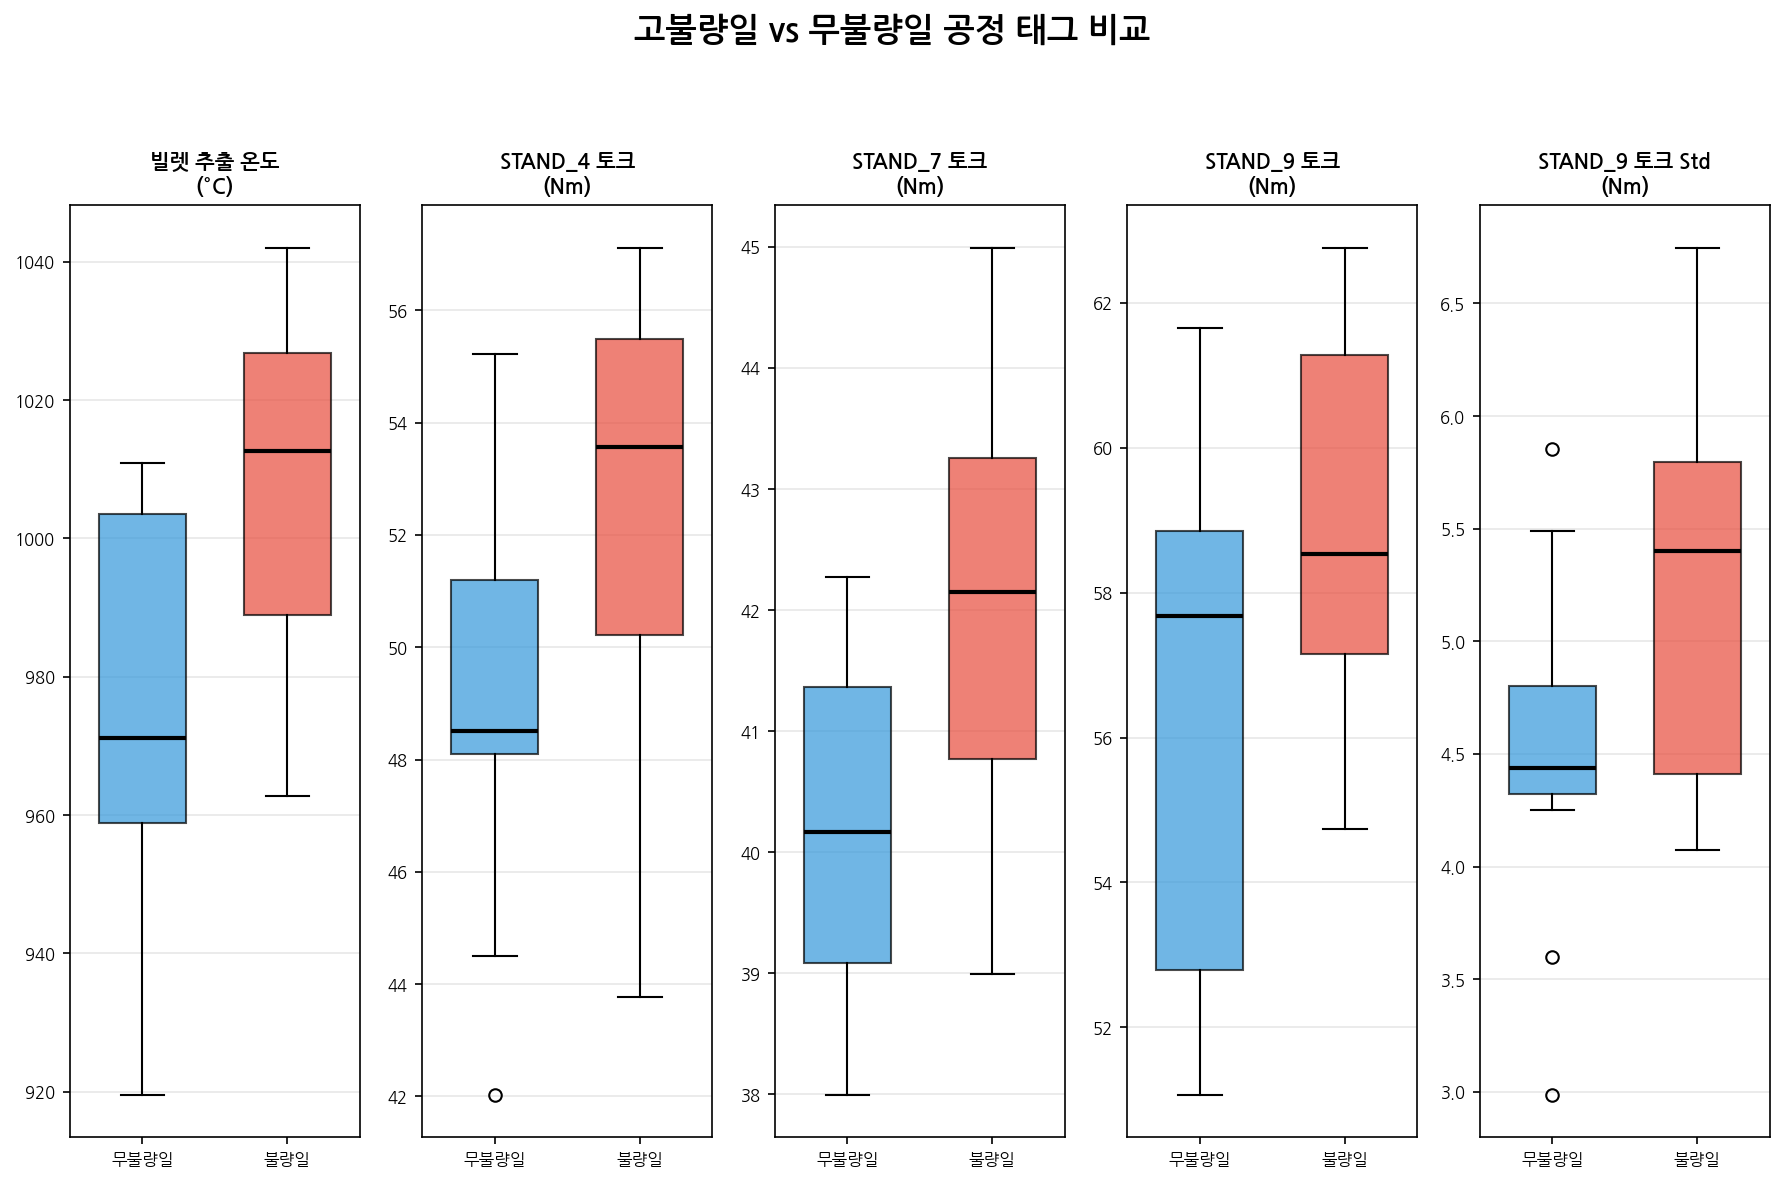 고불량일 vs 무불량일 공정 태그 비교
빌렛 추출 온도
(°C)
1040
1020
1000
980
960
940
920
무불량일
불량일
STAND_4 토크
(Nm)
56
54
52
50
48
46
44
42
무불량일
불량일
STAND_7 토크
(Nm)
45
44
43
42
41
40
39
38
무불량일
불량일
STAND_9 토크
(Nm)
62
60
58
56
54
52
무불량일
불량일
STAND_9 토크 Std
(Nm)
6.5
6.0
5.5
5.0
4.5
4.0
3.5
3.0
무불량일
불량일